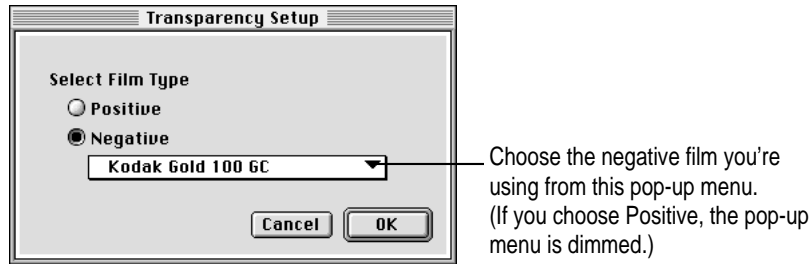 Transparency Setup
Select Film Type
Positive
Negative
Kodak Gold 100 GC
Cancel OK
Choose the negative film you're
using from this pop-up menu.
(If you choose Positive, the pop-up
menu is dimmed.)